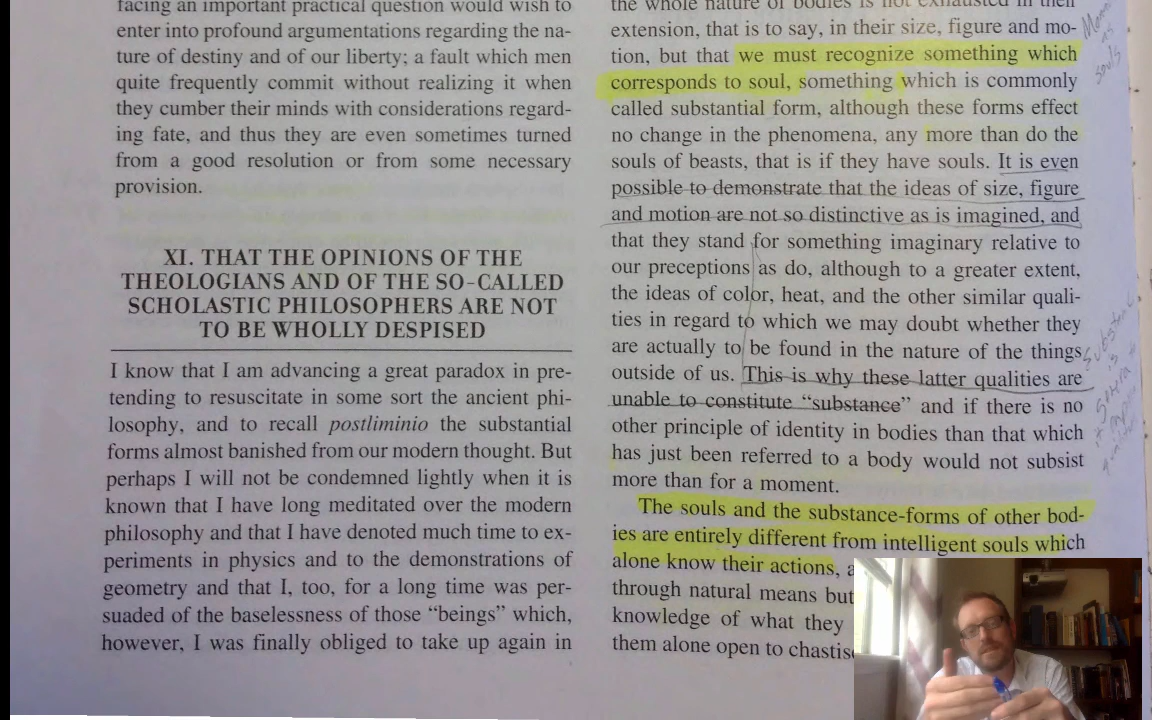 facing an important practical question would wish to
enter into profound argumentations regarding the na-
ture of destiny and of our liberty; a fault which men
quite frequently commit without realizing it when
they cumber their minds with considerations regard-
ing fate, and thus they are even sometimes turned
from a good resolution or from some necessary
provision.
XI. THAT THE OPINIONS OF THE
THEOLOGIANS AND OF THE SO-CALLED
SCHOLASTIC PHILOSOPHERS ARE NOT
TO BE WHOLLY DESPISED
I know that I am advancing a great paradox in pre-
tending to resuscitate in some sort the ancient phi-
losophy, and to recall postliminio the substantial
forms almost banished from our modern thought. But
perhaps I will not be condemned lightly when it is
known that I have long meditated over the modern
philosophy and that I have denoted much time to ex-
periments in physics and to the demonstrations of
geometry and that I, too, for a long time was per-
suaded of the baselessness of those “beings” which,
however, I was finally obliged to take up again in
the whole nature of bodies is not exhausted in their
extension, that is to say, in their size, figure and mo-
tion, but that we must recognize something which
corresponds to soul, something which is commonly
called substantial form, although these forms effect
no change in the phenomena, any more than do the
souls of beasts, that is if they have souls. It is even
possible to demonstrate that the ideas of size, figure
and motion are not so distinctive as is imagined, and
that they stand for something imaginary relative to
our preceptions as do, although to a greater extent,
the ideas of color, heat, and the other similar quali-
ties in regard to which we may doubt whether they
are actually to be found in the nature of the things
outside of us. This is why these latter qualities are
unable to constitute “substance” and if there is no
other principle of identity in bodies than that which
has just been referred to a body would not subsist
more than for a moment.
The souls and the substance-forms of other bod-
ies are entirely different from intelligent souls which
alone know their actions, a
through natural means but
knowledge of what they
them alone open to chastis
as
souls
is